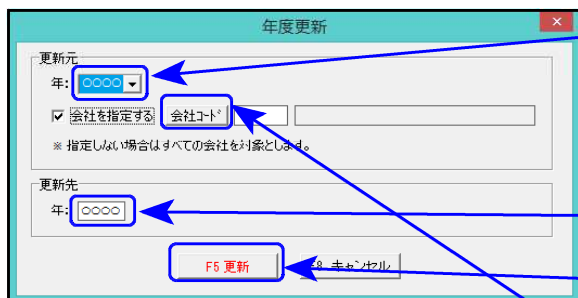 年度更新
更新元
年: ○○○○
会社を指定する 会社コード
※ 指定しない場合はすべての会社を対象とします。
更新先
年: ○○○○
F5 更新 F8 キャンセル